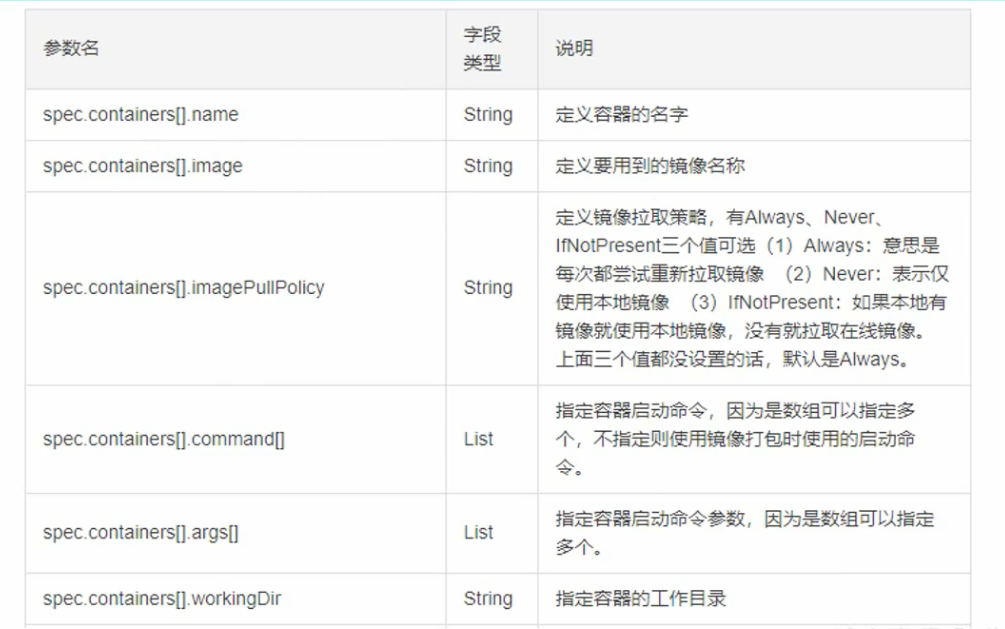 参数名
字段
类型
说明
spec.containers[].name
String
定义容器的名字
spec.containers[].image
String
定义要用到的镜像名称
spec.containers[].imagePullPolicy
String
定义镜像拉取策略，有Always、Never、
IfNotPresent三个值可选（1）Always：意思是
每次都尝试重新拉取镜像 （2）Never：表示仅
使用本地镜像 （3）IfNotPresent：如果本地有
镜像就使用本地镜像，没有就拉取在线镜像。
上面三个值都没设置的话，默认是Always。
spec.containers[].command[]
List
指定容器启动命令，因为是数组可以指定多
个，不指定则使用镜像打包时使用的启动命
令。
spec.containers[].args[]
List
指定容器启动命令参数，因为是数组可以指定
多个。
spec.containers[].workingDir
String
指定容器的工作目录